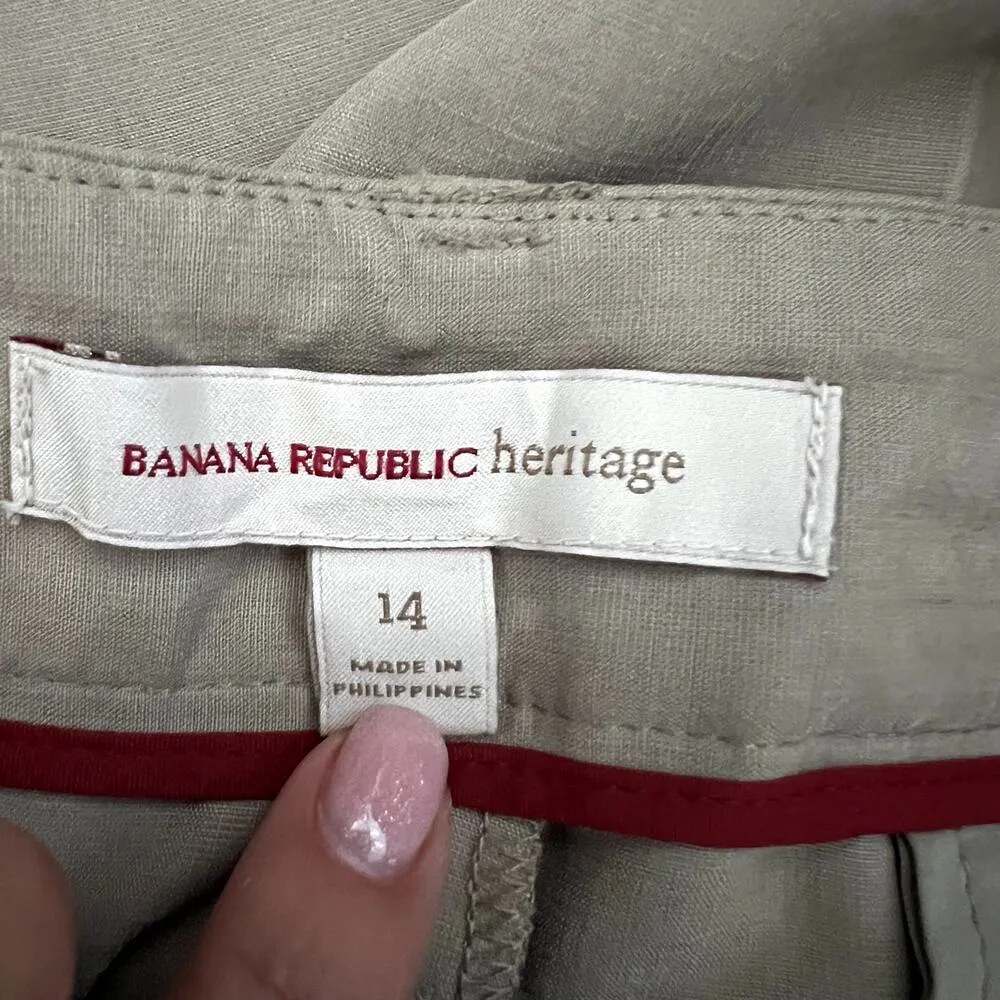 BANANA REPUBLIC heritage
14
MADE IN
PHILIPPINES